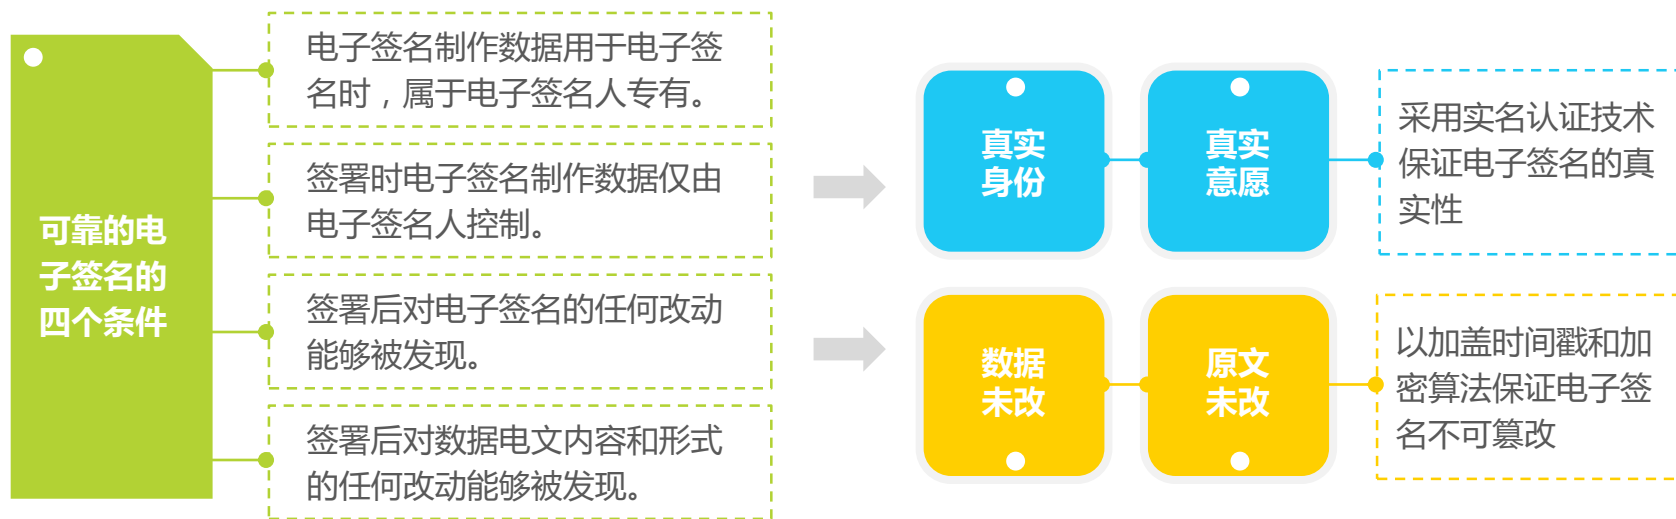 可靠的电
子签名的
四个条件
电子签名制作数据用于电子签
名时，属于电子签名人专有。
签署时电子签名制作数据仅由
电子签名人控制。
签署后对电子签名的任何改动
能够被发现。
签署后对数据电文内容和形式
的任何改动能够被发现。
真实
身份
真实
意愿
采用实名认证技术
保证电子签名的真
实性
数据
未改
原文
未改
以加盖时间戳和加
密算法保证电子签
名不可篡改